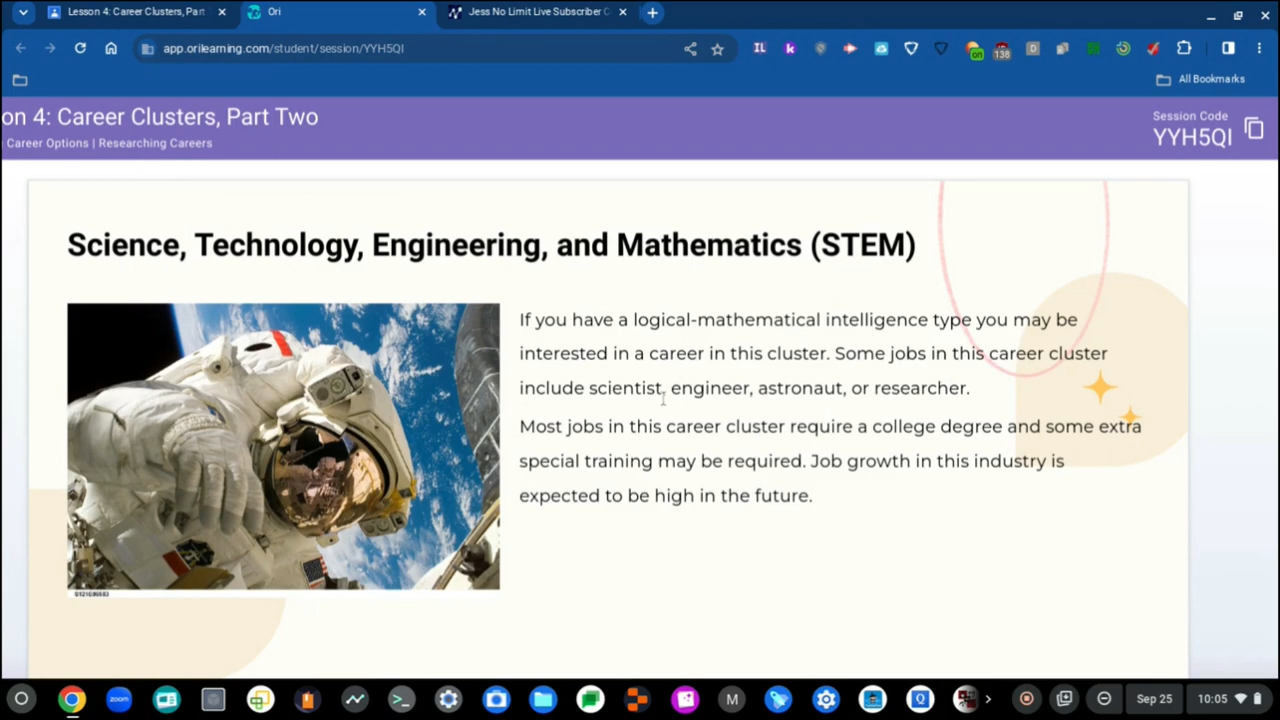 Lesson 4: Career Clusters, Part
Ori
Jess No Limit Live Subscriber C
app.orilearning.com/student/session/YYH5QI
IL
k
on
138
D
All Bookmarks
on 4: Career Clusters, Part Two
Career Options | Researching Careers
Session Code
YYH5QI
Science, Technology, Engineering, and Mathematics (STEM)
If you have a logical-mathematical intelligence type you may be
interested in a career in this cluster. Some jobs in this career cluster
include scientist, engineer, astronaut, or researcher.
Most jobs in this career cluster require a college degree and some extra
special training may be required. Job growth in this industry is
expected to be high in the future.
zoom
M
Q
Sep 25
10:05